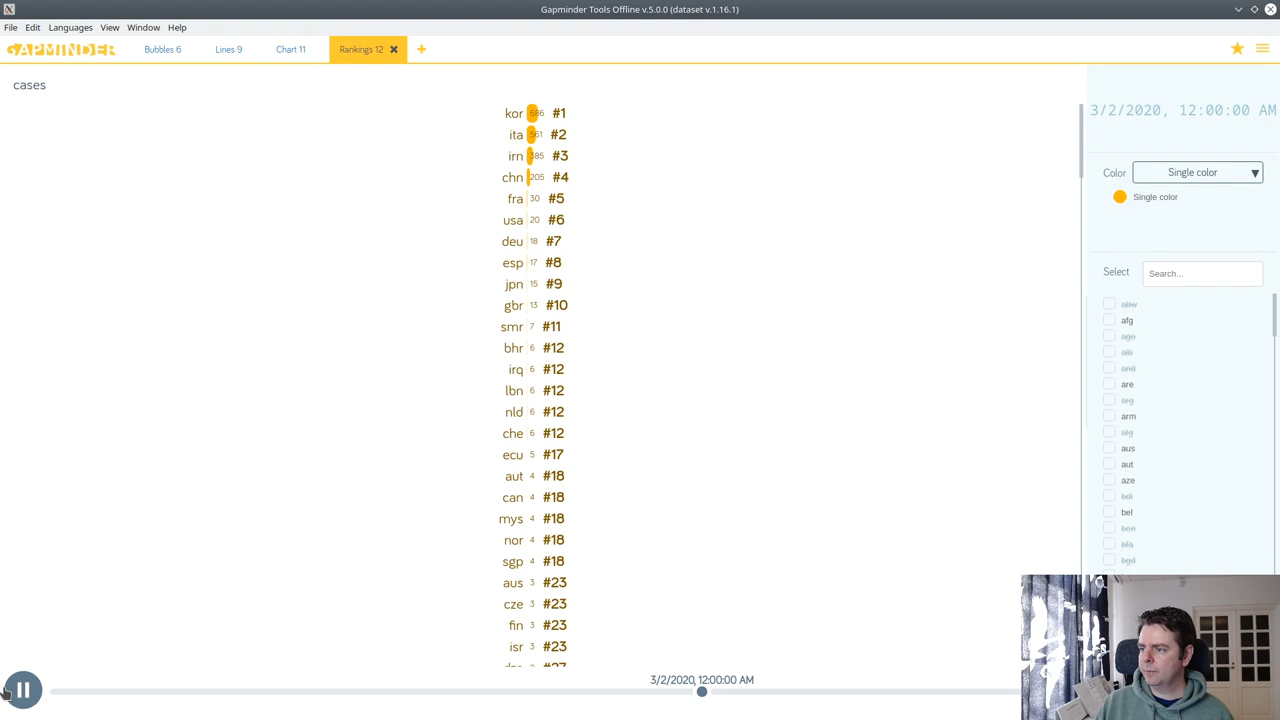 Gapminder Tools Offline v.5.0.0 (dataset v.1.16.1)
File Edit Languages View Window Help
GAPMINDER Bubbles 6 Lines 9 Chart 11 Rankings 12
cases
3/2/2020, 12:00:00 AM
Color Single color
Single color
Select Search...
kor 686 #1
ita 561 #2
irn 385 #3
chn 205 #4
fra 30 #5
usa 20 #6
deu 18 #7
esp 17 #8
jpn 15 #9
gbr 13 #10
smr 7 #11
bhr 6 #12
irq 6 #12
lbn 6 #12
nld 6 #12
che 6 #12
ecu 5 #17
aut 4 #18
can 4 #18
mys 4 #18
nor 4 #18
sgp 4 #18
aus 3 #23
cze 3 #23
fin 3 #23
isr 3 #23
abw
afg
ago
alb
and
are
arg
arm
atg
aus
aut
aze
bdi
bel
ben
bfa
bgd
3/2/2020, 12:00:00 AM